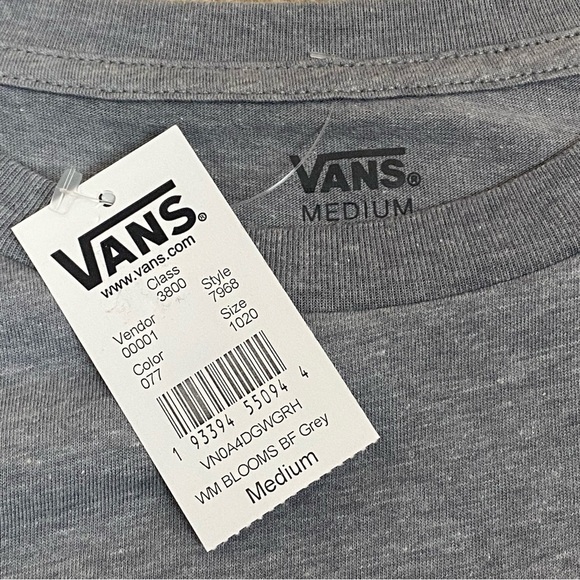 VANS®
MEDIUM
VANS®
www.vans.com
Class Style
3800 7968
Vendor Size
00001 1020
Color
077
1 93394 55094 4
VN0A4DGWGRH
WM BLOOMS BF Grey
Medium